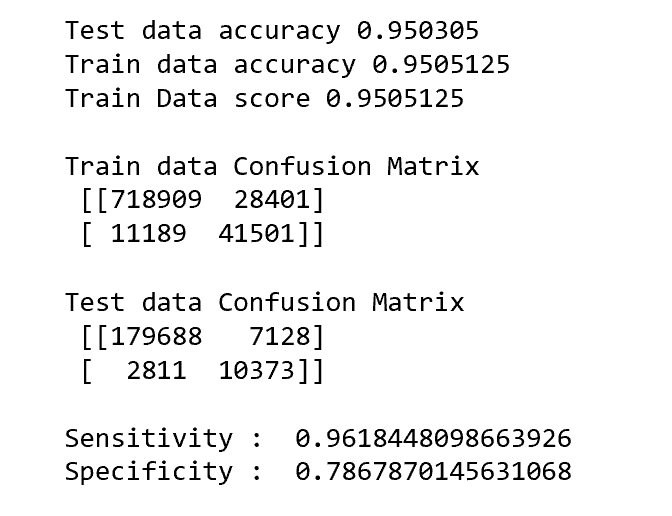 Test data accuracy 0.950305
Train data accuracy 0.9505125
Train Data score 0.9505125
Train data Confusion Matrix
[[718909 28401]
[ 11189 41501]]
Test data Confusion Matrix
[[179688 7128]
[ 2811 10373]]
Sensitivity : 0.9618448098663926
Specificity : 0.7867870145631068